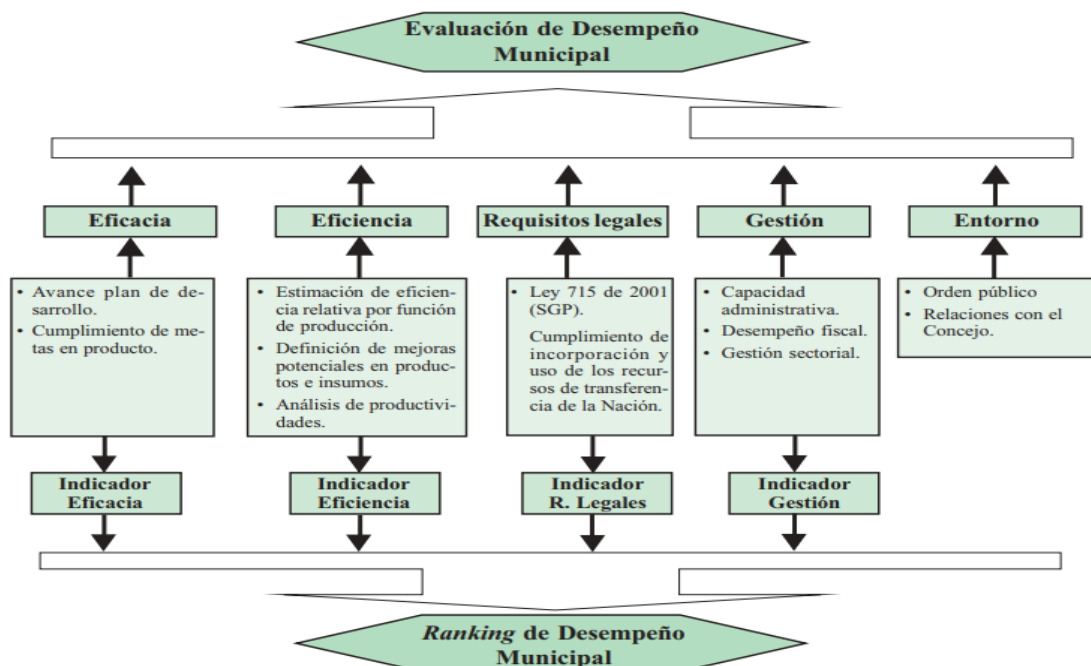 Evaluación de Desempeño
Municipal
Eficacia
Eficiencia
Requisitos legales
Gestión
Entorno
• Avance plan de de-
sarrollo.
• Cumplimiento de me-
tas en producto.
• Estimación de eficien-
cia relativa por función
de producción.
• Definición de mejoras
potenciales en produc-
tos e insumos.
• Análisis de productivi-
dades.
• Ley 715 de 2001
(SGP).
Cumplimiento de
incorporación y
uso de los recur-
sos de transferen-
cia de la Nación.
• Capacidad
administrativa.
• Desempeño fiscal.
• Gestión sectorial.
• Orden público
• Relaciones con el
Concejo.
Indicador
Eficacia
Indicador
Eficiencia
Indicador
R. Legales
Indicador
Gestión
Ranking de Desempeño
Municipal